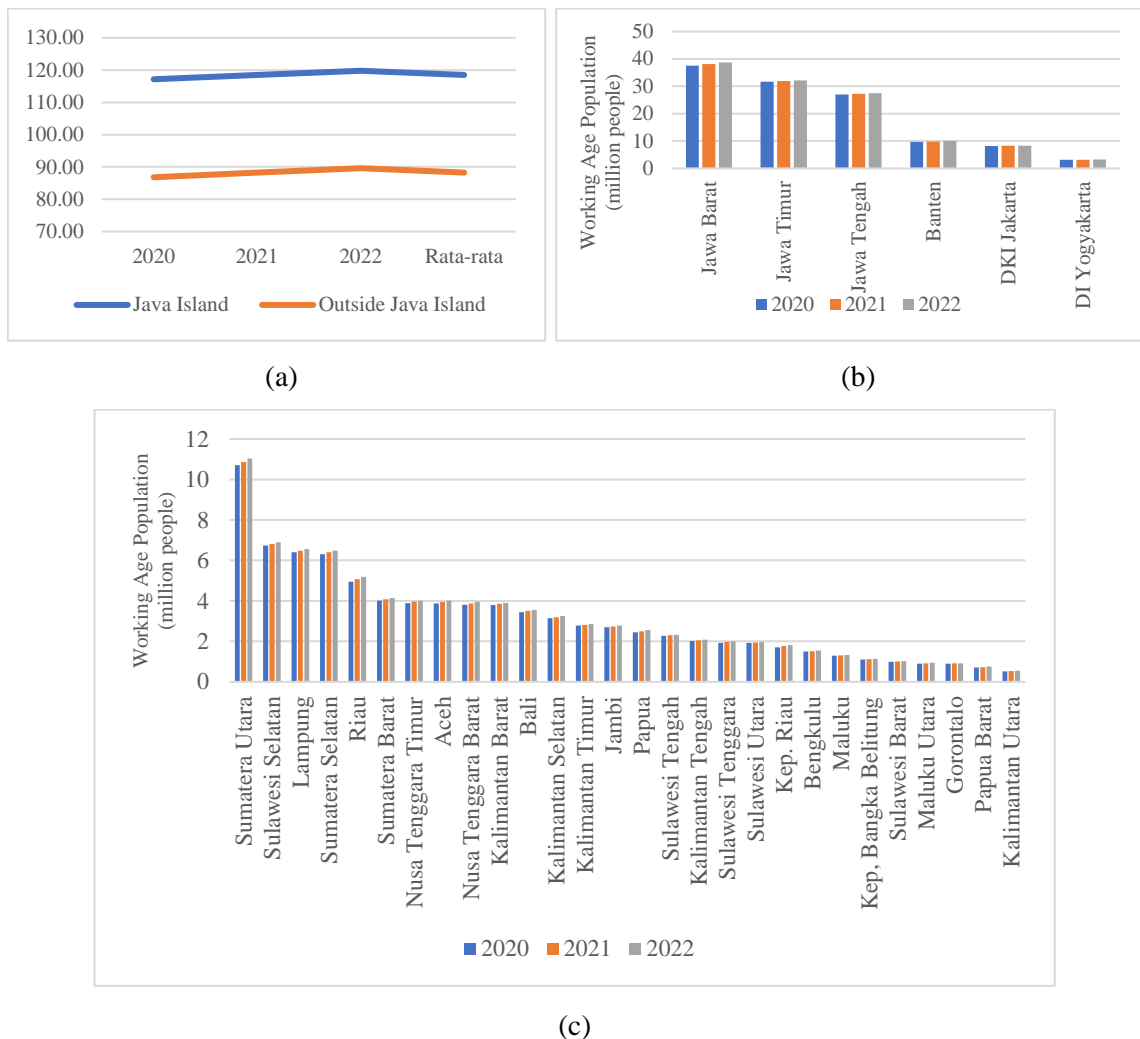 130.00
120.00
110.00
100.00
90.00
80.00
70.00
2020
2021
2022
Rata-rata
Java Island
Outside Java Island
(a)
Working Age Population
(million people)
50
40
30
20
10
0
Jawa Barat
Jawa Timur
Jawa Tengah
Banten
DKI Jakarta
DI Yogyakarta
2020
2021
2022
(b)
Working Age Population
(million people)
12
10
8
6
4
2
0
Sumatera Utara
Sulawesi Selatan
Lampung
Sumatera Selatan
Riau
Sumatera Barat
Nusa Tenggara Timur
Aceh
Nusa Tenggara Barat
Kalimantan Barat
Bali
Kalimantan Selatan
Kalimantan Timur
Jambi
Papua
Sulawesi Tengah
Kalimantan Tengah
Sulawesi Tenggara
Sulawesi Utara
Kep. Riau
Bengkulu
Maluku
Kep, Bangka Belitung
Sulawesi Barat
Maluku Utara
Gorontalo
Papua Barat
Kalimantan Utara
2020
2021
2022
(c)